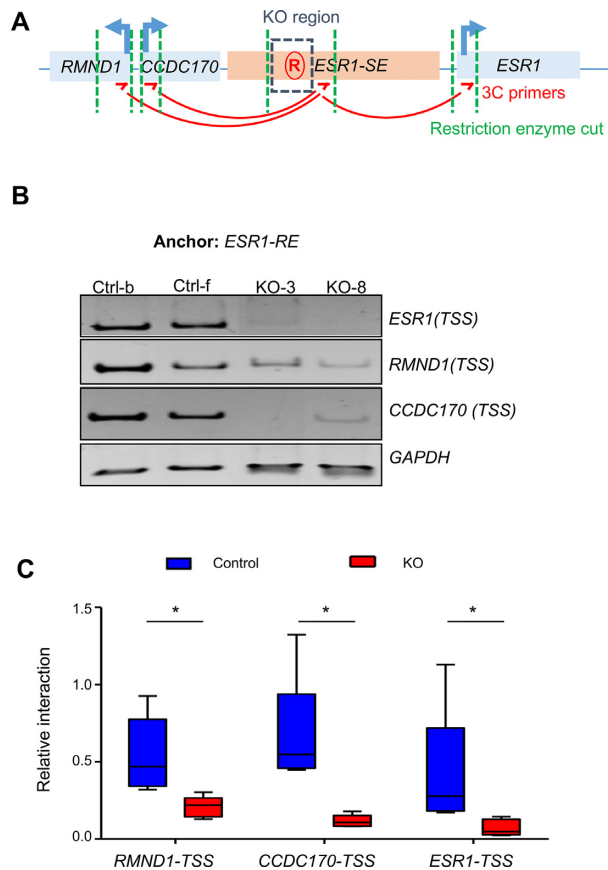 A
KO region
RMND1 CCDC170 R ESR1-SE ESR1
3C primers
Restriction enzyme cut
B
Anchor: ESR1-RE
Ctrl-b Ctrl-f KO-3 KO-8
ESR1(TSS)
RMND1(TSS)
CCDC170 (TSS)
GAPDH
C
Control KO
Relative interaction
1.5
1.0
0.5
0.0
* * *
RMND1-TSS CCDC170-TSS ESR1-TSS